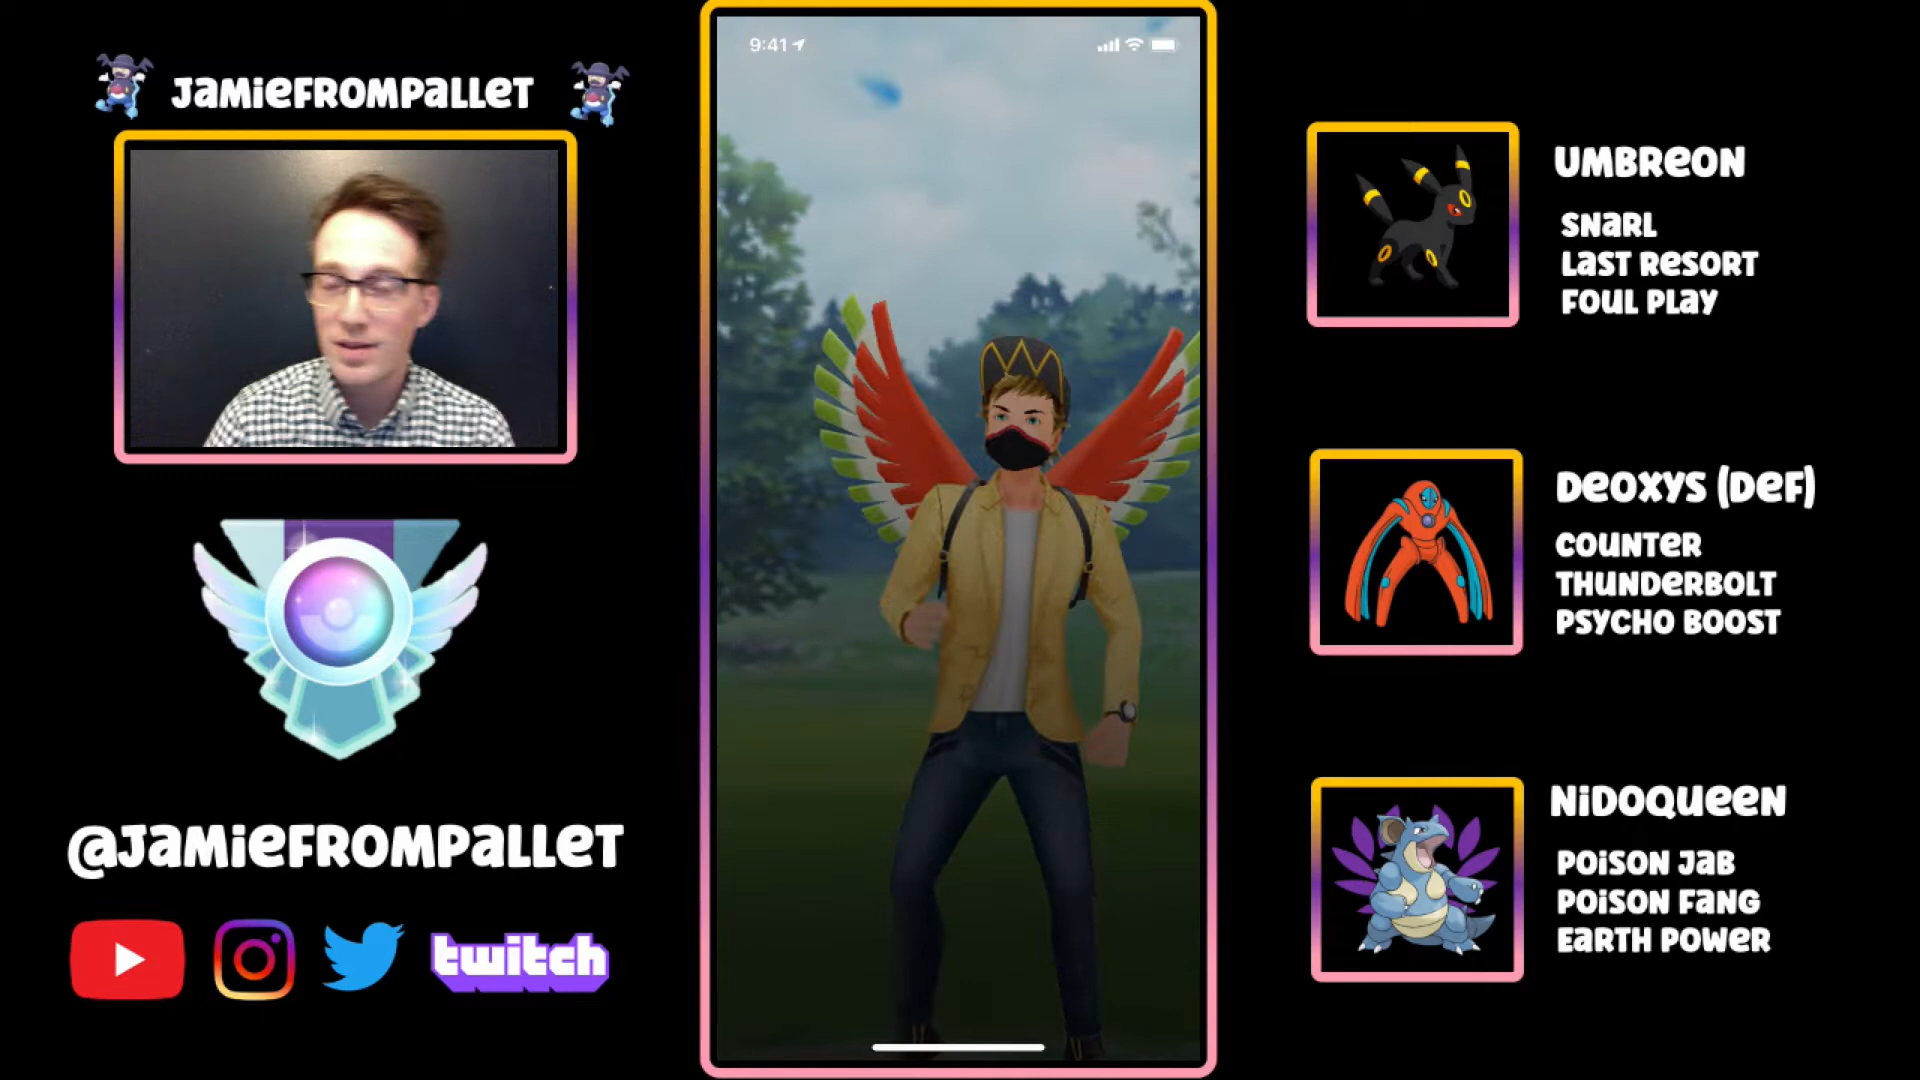 JAMIEFROMPALLET
@JAMIEFROMPALLET
twitch
9:41
UMBREON
SNARL
LAST RESORT
FOUL PLAY
DEOXYS (DEF)
COUNTER
THUNDERBOLT
PSYCHO BOOST
NIDOQUEEN
POISON JAB
POISON FANG
EARTH POWER